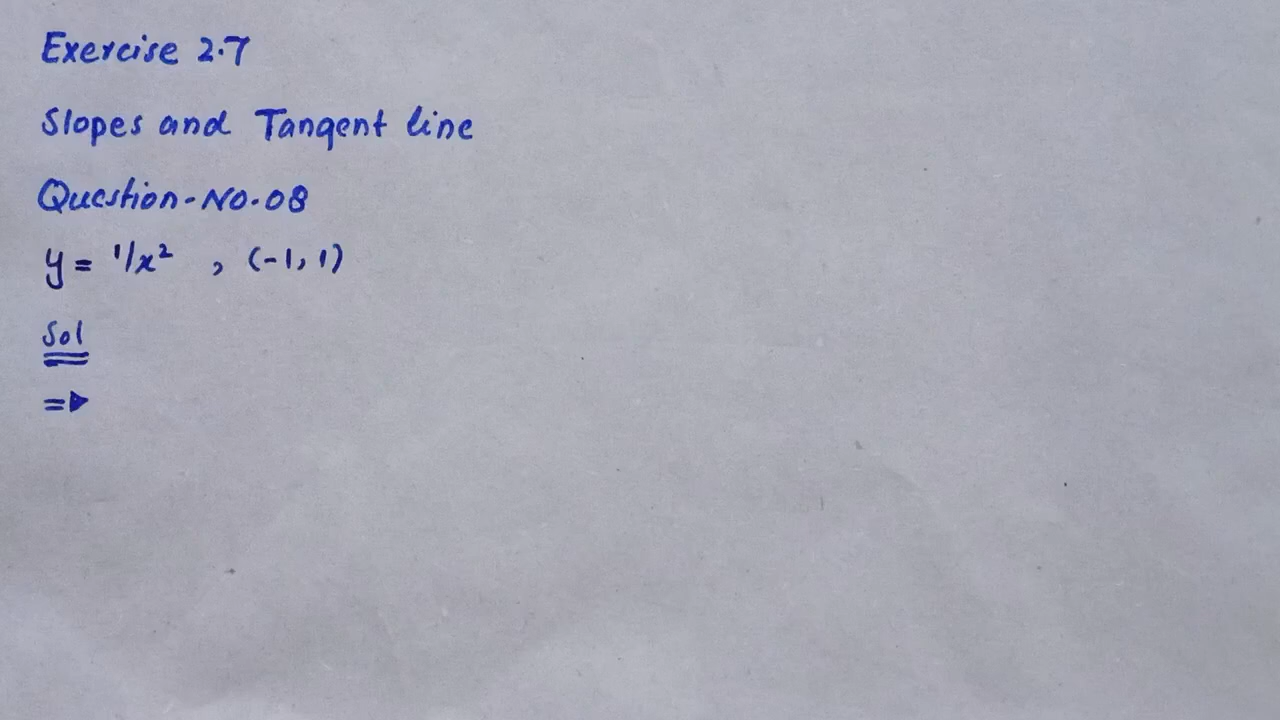 Exercise 2.7
Slopes and Tangent line
Question-No.08
y = 1/x² , (-1, 1)
Sol
⇒